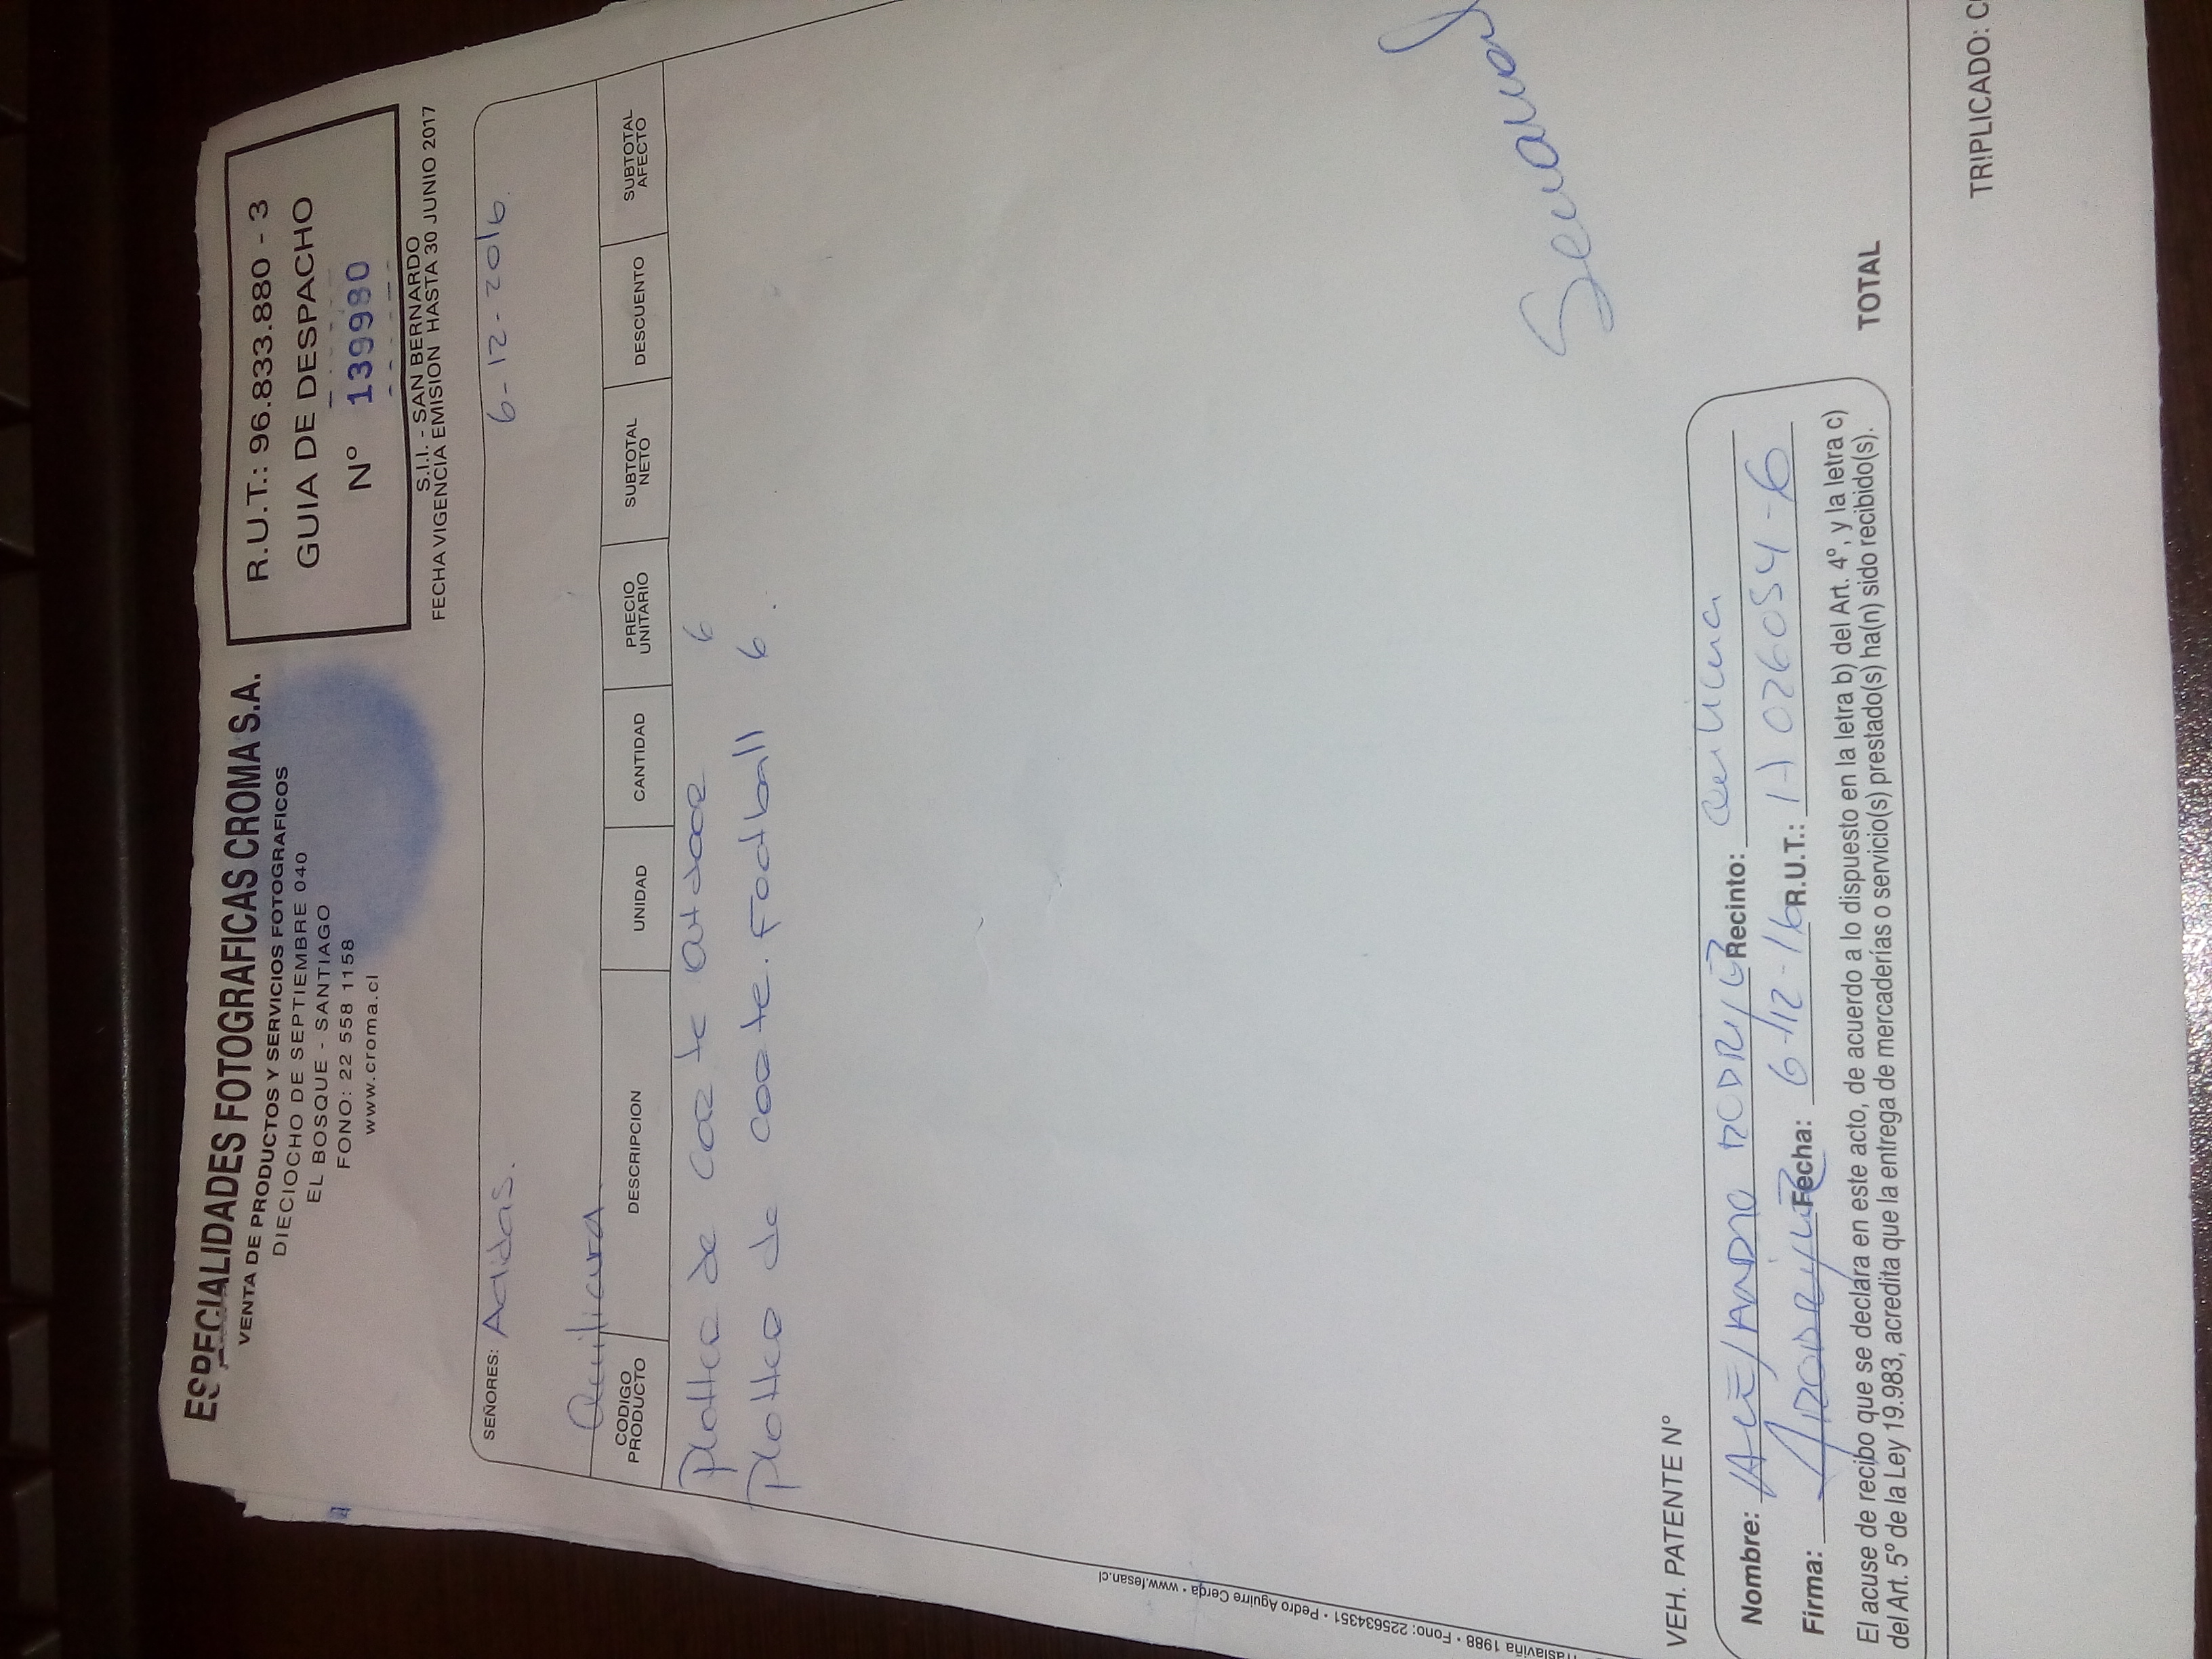 ESPECIALIDADES FOTOGRAFICAS CROMA S.A.
VENTA DE PRODUCTOS Y SERVICIOS FOTOGRAFICOS
DIECIOCHO DE SEPTIEMBRE 040
EL BOSQUE - SANTIAGO
FONO: 22 558 1158
www.croma.cl
R.U.T.: 96.833.880 - 3
GUIA DE DESPACHO
Nº 139980
S.I.I. - SAN BERNARDO
FECHA VIGENCIA EMISION HASTA 30 JUNIO 2017
SEÑORES: Adidas. 6-12-2016.
Quilicura.
CODIGO PRODUCTO DESCRIPCION UNIDAD CANTIDAD PRECIO UNITARIO SUBTOTAL NETO DESCUENTO SUBTOTAL AFECTO
Plotter de corte outdoor 6
Plotter de corte. Football 6.
Traslaviña 1988 • Fono: 225634351 • Pedro Aguirre Cerda • www.fesan.cl
Semanal
VEH. PATENTE Nº
Nombre: ALEJANDRO RODRIGUEZ Recinto: Quilicura
Firma: Fecha: 6-12-16 R.U.T.: 17026054-6
El acuse de recibo que se declara en este acto, de acuerdo a lo dispuesto en la letra b) del Art. 4º, y la letra c)
del Art. 5º de la Ley 19.983, acredita que la entrega de mercaderías o servicio(s) prestado(s) ha(n) sido recibido(s).
TOTAL
TRIPLICADO: C